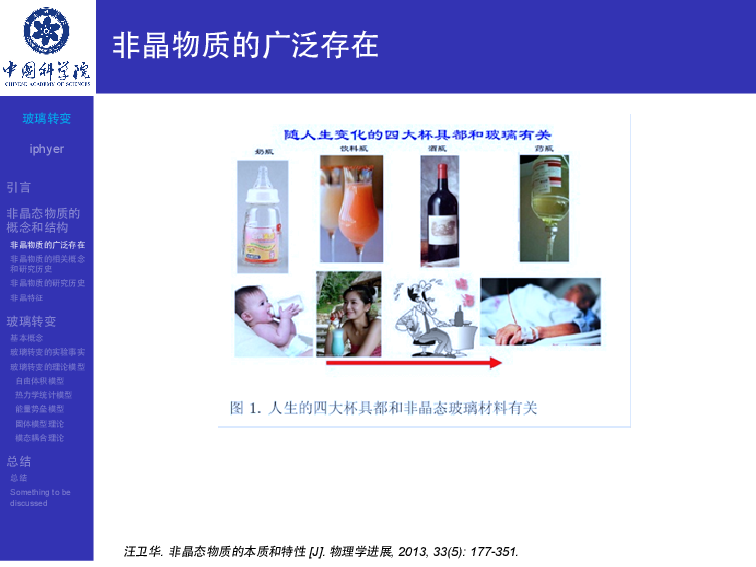 中国科学院
CHINESE ACADEMY OF SCIENCES
非晶物质的广泛存在
玻璃转变
iphyer
引言
非晶态物质的
概念和结构
非晶物质的广泛存在
非晶物质的相关概念
和研究历史
非晶物质的研究历史
非晶特征
玻璃转变
基本概念
玻璃转变的实验事实
玻璃转变的理论模型
自由体积模型
热力学统计模型
能量势垒模型
固体模型理论
模态耦合理论
总结
总结
Something to be
discussed
随人生变化的四大杯具都和玻璃有关
奶瓶 饮料瓶 酒瓶 药瓶
图 1. 人生的四大杯具都和非晶态玻璃材料有关
汪卫华. 非晶态物质的本质和特性 [J]. 物理学进展, 2013, 33(5): 177-351.